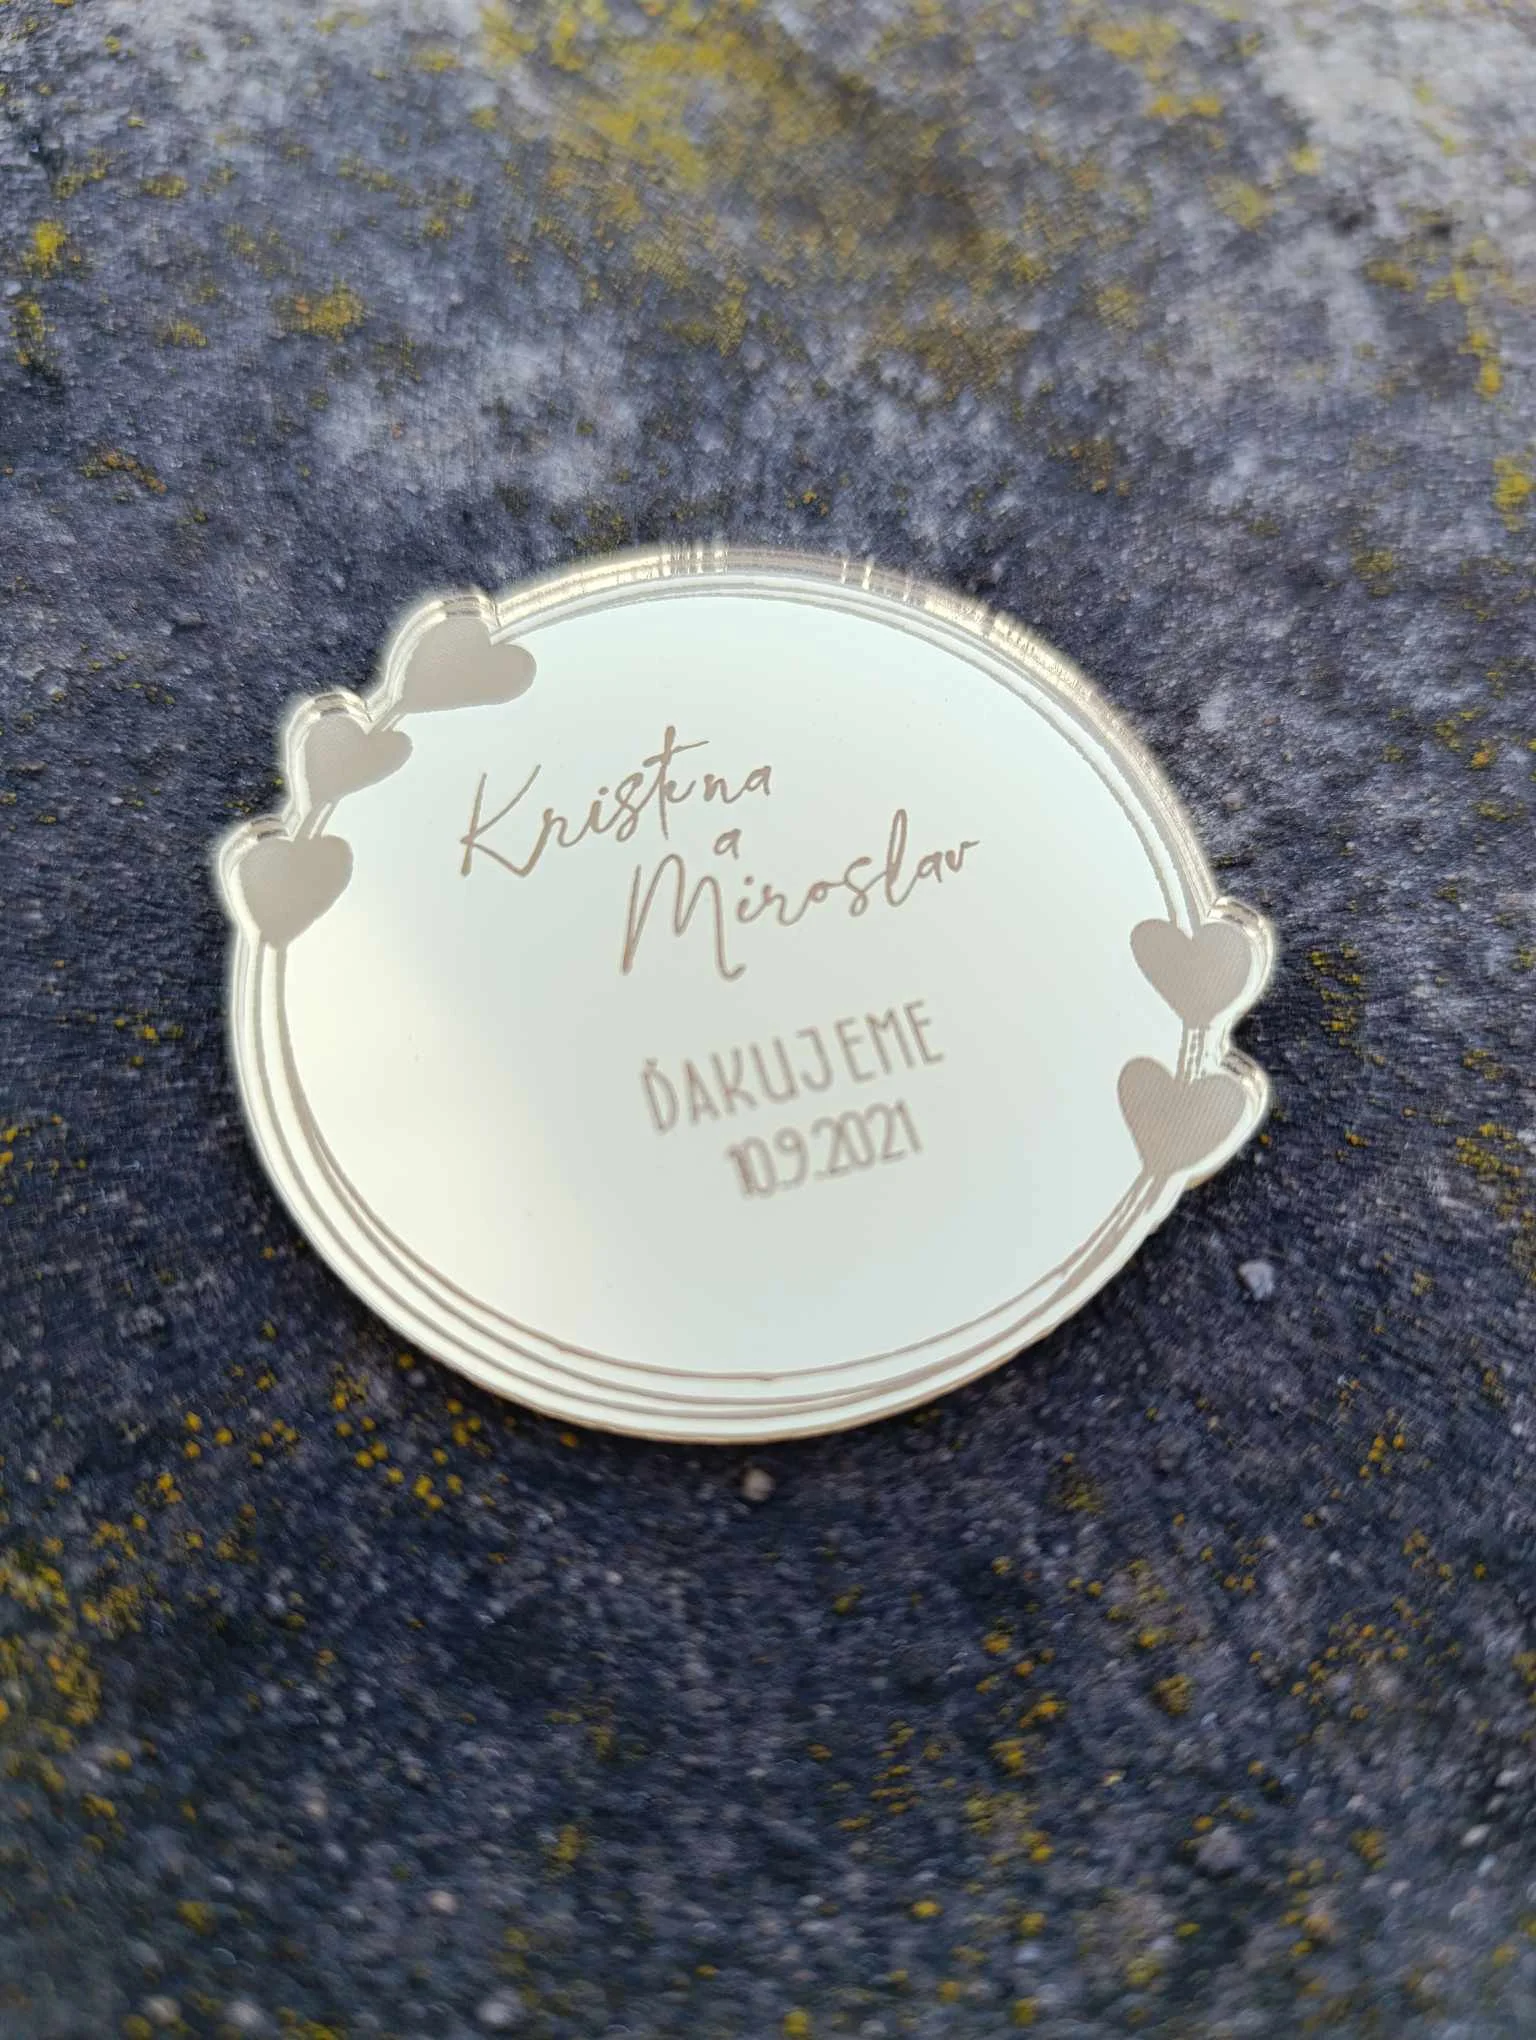 Kristína
a
Miroslav
ĎAKUJEME
10.9.2021